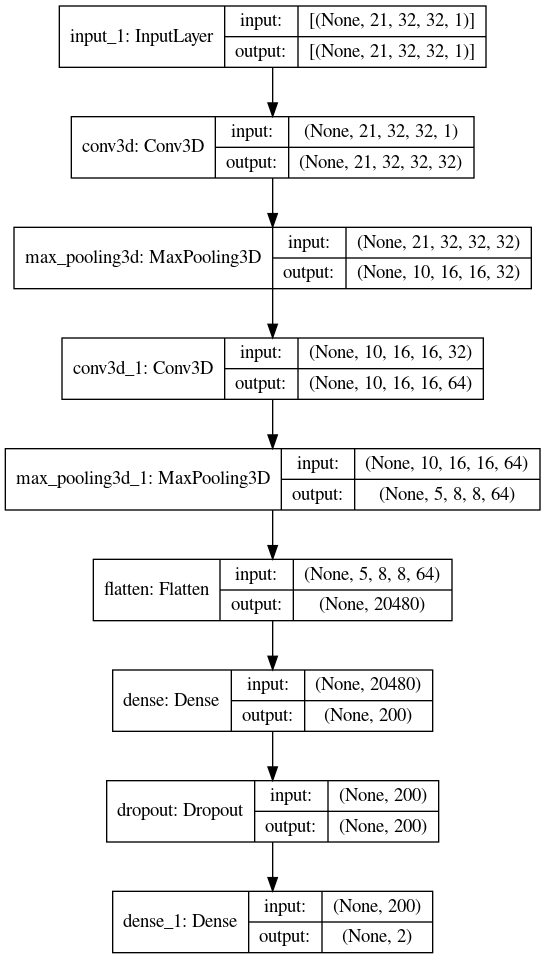 input_1: InputLayer
input:
[(None, 21, 32, 32, 1)]
output:
[(None, 21, 32, 32, 1)]
conv3d: Conv3D
input:
(None, 21, 32, 32, 1)
output:
(None, 21, 32, 32, 32)
max_pooling3d: MaxPooling3D
input:
(None, 21, 32, 32, 32)
output:
(None, 10, 16, 16, 32)
conv3d_1: Conv3D
input:
(None, 10, 16, 16, 32)
output:
(None, 10, 16, 16, 64)
max_pooling3d_1: MaxPooling3D
input:
(None, 10, 16, 16, 64)
output:
(None, 5, 8, 8, 64)
flatten: Flatten
input:
(None, 5, 8, 8, 64)
output:
(None, 20480)
dense: Dense
input:
(None, 20480)
output:
(None, 200)
dropout: Dropout
input:
(None, 200)
output:
(None, 200)
dense_1: Dense
input:
(None, 200)
output:
(None, 2)